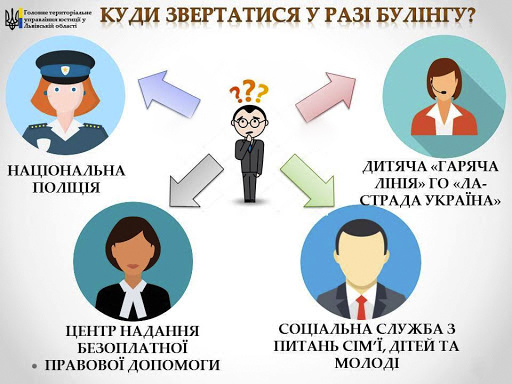 Головне територіальне
управління юстиції у
Львівській області
КУДИ ЗВЕРТАТИСЯ У РАЗІ БУЛІНГУ?
???
НАЦІОНАЛЬНА
ПОЛІЦІЯ
ДИТЯЧА «ГАРЯЧА
ЛІНІЯ» ГО «ЛА-
СТРАДА УКРАЇНА»
ЦЕНТР НАДАННЯ
БЕЗОПЛАТНОЇ
• ПРАВОВОЇ ДОПОМОГИ
СОЦІАЛЬНА СЛУЖБА З
ПИТАНЬ СІМ’Ї, ДІТЕЙ ТА
МОЛОДІ